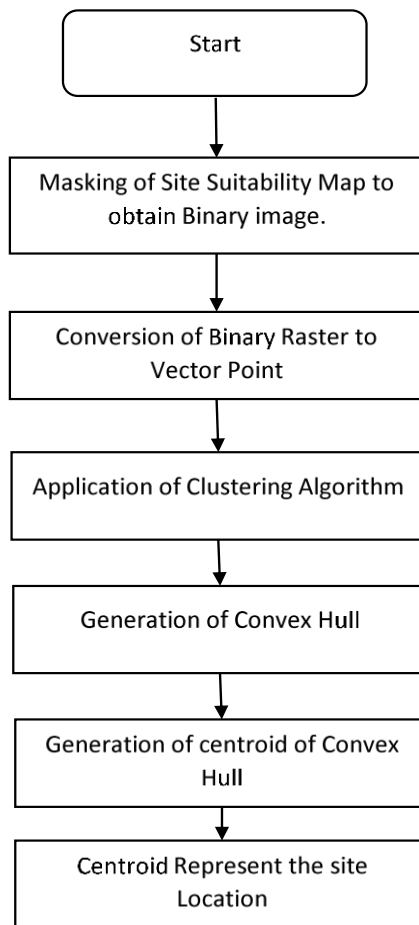 Start
Masking of Site Suitability Map to
obtain Binary image.
Conversion of Binary Raster to
Vector Point
Application of Clustering Algorithm
Generation of Convex Hull
Generation of centroid of Convex
Hull
Centroid Represent the site
Location